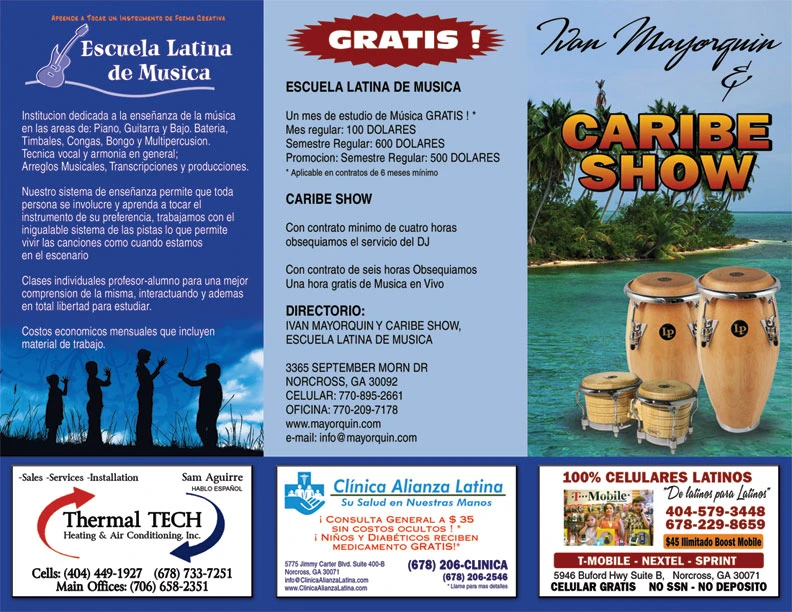 Aprende a Tocar un Instrumento de Forma Creativa
Escuela Latina
de Musica
Institucion dedicada a la enseñanza de la música
en las areas de: Piano, Guitarra y Bajo. Bateria,
Timbales, Congas, Bongo y Multipercusion.
Tecnica vocal y armonia en general;
Arreglos Musicales, Transcripciones y producciones.
Nuestro sistema de enseñanza permite que toda
persona se involucre y aprenda a tocar el
instrumento de su preferencia, trabajamos con el
inigualable sistema de las pistas lo que permite
vivir las canciones como cuando estamos
en el escenario
Clases individuales profesor-alumno para una mejor
comprension de la misma, interactuando y ademas
en total libertad para estudiar.
Costos economicos mensuales que incluyen
material de trabajo.
-Sales -Services -Installation
Sam Aguirre
HABLO ESPAÑOL
Thermal TECH
Heating & Air Conditioning, Inc.
Cells: (404) 449-1927 (678) 733-7251
Main Offices: (706) 658-2351
GRATIS !
ESCUELA LATINA DE MUSICA
Un mes de estudio de Música GRATIS ! *
Mes regular: 100 DOLARES
Semestre Regular: 600 DOLARES
Promocion: Semestre Regular: 500 DOLARES
* Aplicable en contratos de 6 meses mínimo
CARIBE SHOW
Con contrato minimo de cuatro horas
obsequiamos el servicio del DJ
Con contrato de seis horas Obsequiamos
Una hora gratis de Musica en Vivo
DIRECTORIO:
IVAN MAYORQUIN Y CARIBE SHOW,
ESCUELA LATINA DE MUSICA
3365 SEPTEMBER MORN DR
NORCROSS, GA 30092
CELULAR: 770-895-2661
OFICINA: 770-209-7178
www.mayorquin.com
e-mail: info@mayorquin.com
Clínica Alianza Latina
Su Salud en Nuestras Manos
¡ Consulta General a $ 35
sin costos ocultos ! *
¡ Niños y Diabéticos reciben
medicamento GRATIS!*
5775 Jimmy Carter Blvd. Suite 400-B
Norcross, GA 30071
info@ClinicaAlianzaLatina.com
www.ClinicaAlianzaLatina.com
(678) 206-CLINICA
(678) 206-2546
* Llame para mas detalles
Ivan Mayorquin
&
CARIBE
SHOW
LP
LP
100% CELULARES LATINOS
T-Mobile
"De latinos para Latinos"
404-579-3448
678-229-8659
$45 Ilimitado Boost Mobile
T-MOBILE - NEXTEL - SPRINT
5946 Buford Hwy Suite B, Norcross, GA 30071
CELULAR GRATIS NO SSN - NO DEPOSITO